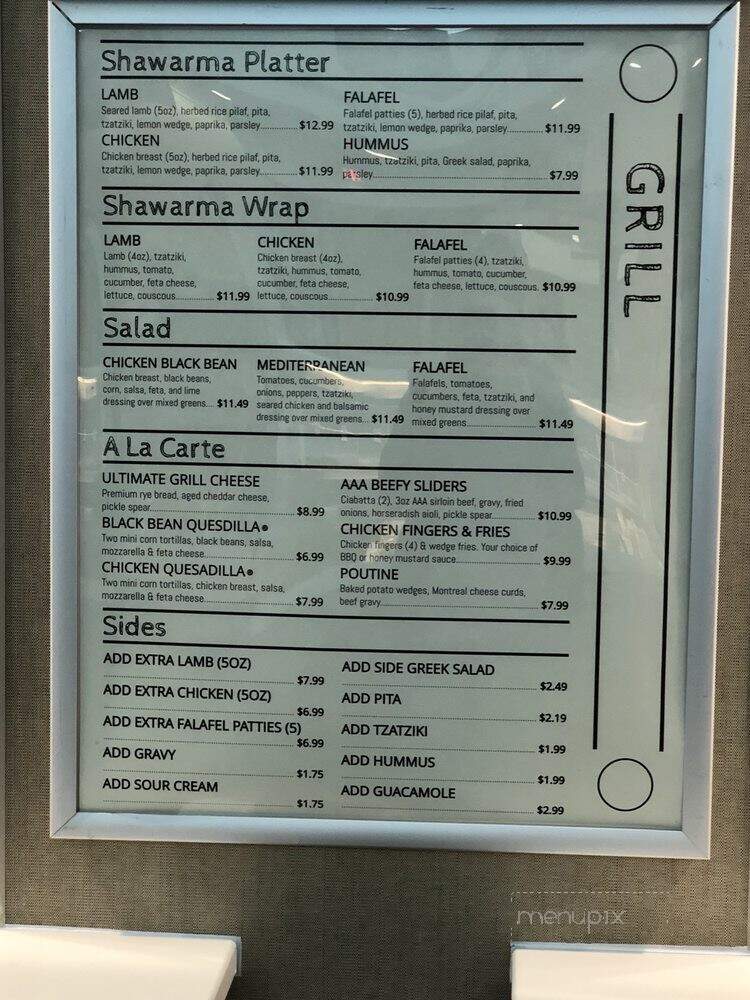 Shawarma Platter
LAMB
Seared lamb (5oz), herbed rice pilaf, pita,
tzatziki, lemon wedge, paprika, parsley.............. $12.99
CHICKEN
Chicken breast (5oz), herbed rice pilaf, pita,
tzatziki, lemon wedge, paprika, parsley.............. $11.99
FALAFEL
Falafel patties (5), herbed rice pilaf, pita,
tzatziki, lemon wedge, paprika, parsley.............. $11.99
HUMMUS
Hummus, tzatziki, pita, Greek salad, paprika,
parsley.............. $7.99
Shawarma Wrap
LAMB
Lamb (4oz), tzatziki,
hummus, tomato,
cucumber, feta cheese,
lettuce, couscous.............. $11.99
CHICKEN
Chicken breast (4oz),
tzatziki, hummus, tomato,
cucumber, feta cheese,
lettuce, couscous.............. $10.99
FALAFEL
Falafel patties (4), tzatziki,
hummus, tomato, cucumber,
feta cheese, lettuce, couscous. $10.99
Salad
CHICKEN BLACK BEAN
Chicken breast, black beans,
corn, salsa, feta, and lime
dressing over mixed greens... $11.49
MEDITERRANEAN
Tomatoes, cucumbers,
onions, peppers, tzatziki,
seared chicken and balsamic
dressing over mixed greens... $11.49
FALAFEL
Falafels, tomatoes,
cucumbers, feta, tzatziki, and
honey mustard dressing over
mixed greens.............. $11.49
A La Carte
ULTIMATE GRILL CHEESE
Premium rye bread, aged cheddar cheese,
pickle spear.............. $8.99
BLACK BEAN QUESDILLA●
Two mini corn tortillas, black beans, salsa,
mozzarella & feta cheese.............. $6.99
CHICKEN QUESADILLA●
Two mini corn tortillas, chicken breast, salsa,
mozzarella & feta cheese.............. $7.99
AAA BEEFY SLIDERS
Ciabatta (2), 3oz AAA sirloin beef, gravy, fried
onions, horseradish aioli, pickle spear.............. $10.99
CHICKEN FINGERS & FRIES
Chicken fingers (4) & wedge fries. Your choice of
BBQ or honey mustard sauce.............. $9.99
POUTINE
Baked potato wedges, Montreal cheese curds,
beef gravy.............. $7.99
Sides
ADD EXTRA LAMB (5OZ)
.............. $7.99
ADD EXTRA CHICKEN (5OZ)
.............. $6.99
ADD EXTRA FALAFEL PATTIES (5)
.............. $6.99
ADD GRAVY
.............. $1.75
ADD SOUR CREAM
.............. $1.75
ADD SIDE GREEK SALAD
.............. $2.49
ADD PITA
.............. $2.19
ADD TZATZIKI
.............. $1.99
ADD HUMMUS
.............. $1.99
ADD GUACAMOLE
.............. $2.99
GRILL
menupix